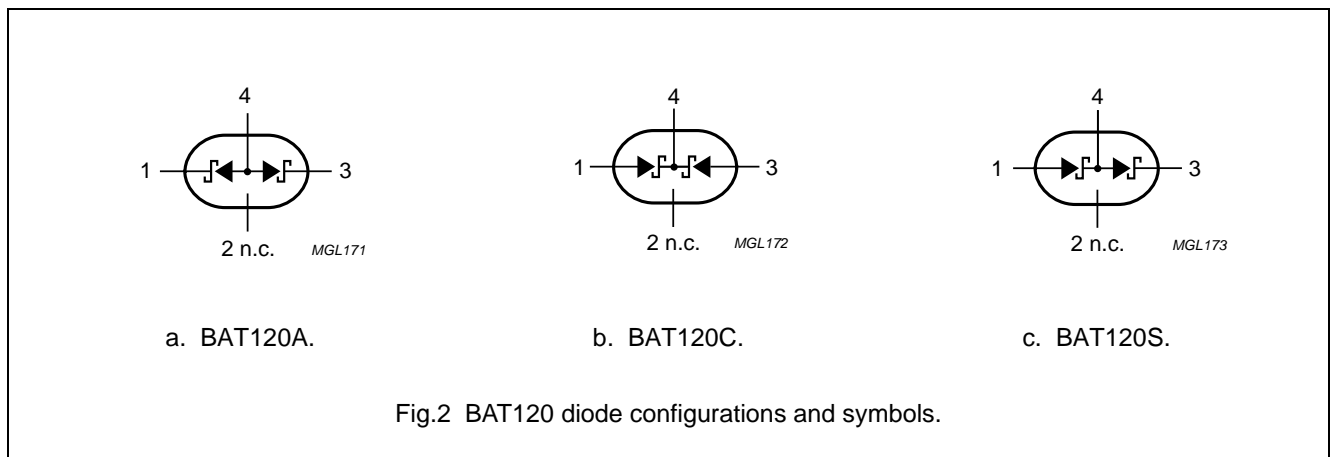 4
1
3
2 n.c.
MGL171
4
1
3
2 n.c.
MGL172
4
1
3
2 n.c.
MGL173
a. BAT120A.
b. BAT120C.
c. BAT120S.
Fig.2 BAT120 diode configurations and symbols.